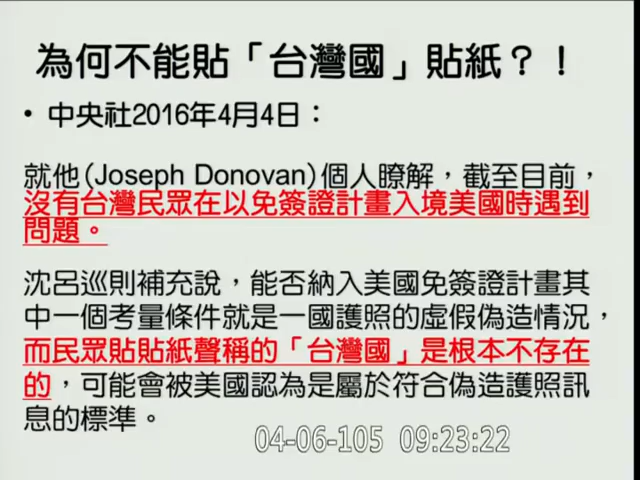 為何不能貼「台灣國」貼紙？！
• 中央社2016年4月4日：
就他(Joseph Donovan)個人瞭解，截至目前，
沒有台灣民眾在以免簽證計畫入境美國時遇到
問題。
沈呂巡則補充說，能否納入美國免簽證計畫其
中一個考量條件就是一國護照的虛假偽造情況，
而民眾貼貼紙聲稱的「台灣國」是根本不存在
的，可能會被美國認為是屬於符合偽造護照訊
息的標準。
04-06-105 09:23:22